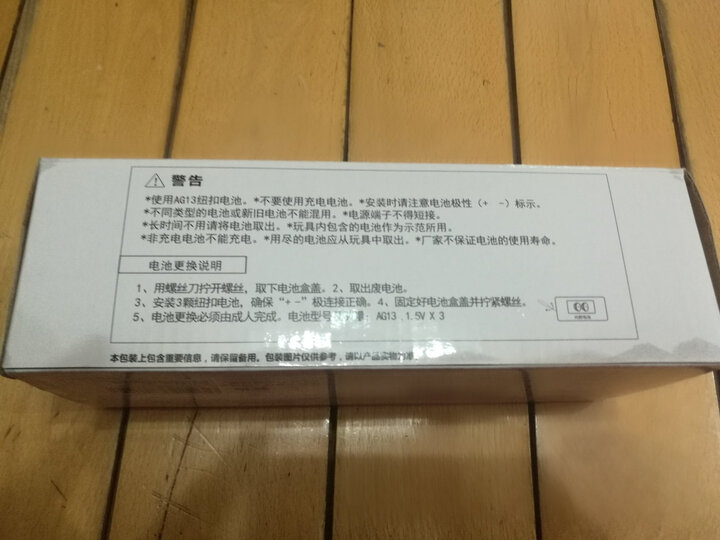 警告
*使用AG13纽扣电池。*不要使用充电电池。*安装时请注意电池极性（+ -）标示。
*不同类型的电池或新旧电池不能混用。*电源端子不得短接。
*长时间不用请将电池取出。*玩具内包含的电池作为示范所用。
*非充电电池不能充电。*用尽的电池应从玩具中取出。*厂家不保证电池的使用寿命。
电池更换说明
1、用螺丝刀拧开螺丝，取下电池盒盖。2、取出废电池。
3、安装3颗纽扣电池，确保“+-”极连接正确。4、固定好电池盒盖并拧紧螺丝。
5、电池更换必须由成人完成。电池型号 AG13 1.5V X 3
本包装上包含重要信息，请保留备用。包装图片仅供参考，请以产品实物为准